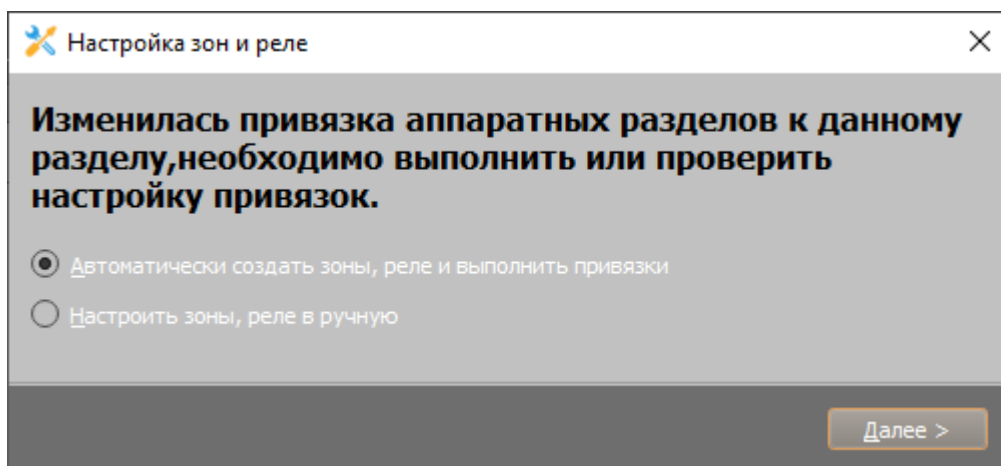 Настройка зон и реле
Изменилась привязка аппаратных разделов к данному
разделу,необходимо выполнить или проверить
настройку привязок.
Автоматически создать зоны, реле и выполнить привязки
Настроить зоны, реле в ручную
Далее >